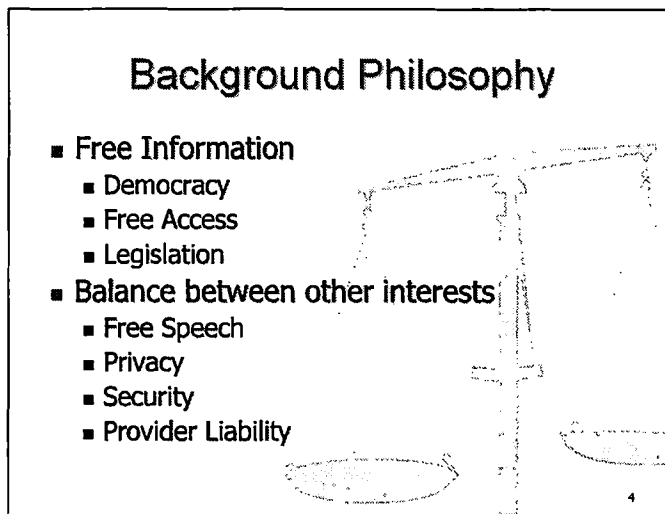 Background Philosophy
■ Free Information
■ Democracy
■ Free Access
■ Legislation
■ Balance between other interests
■ Free Speech
■ Privacy
■ Security
■ Provider Liability
4